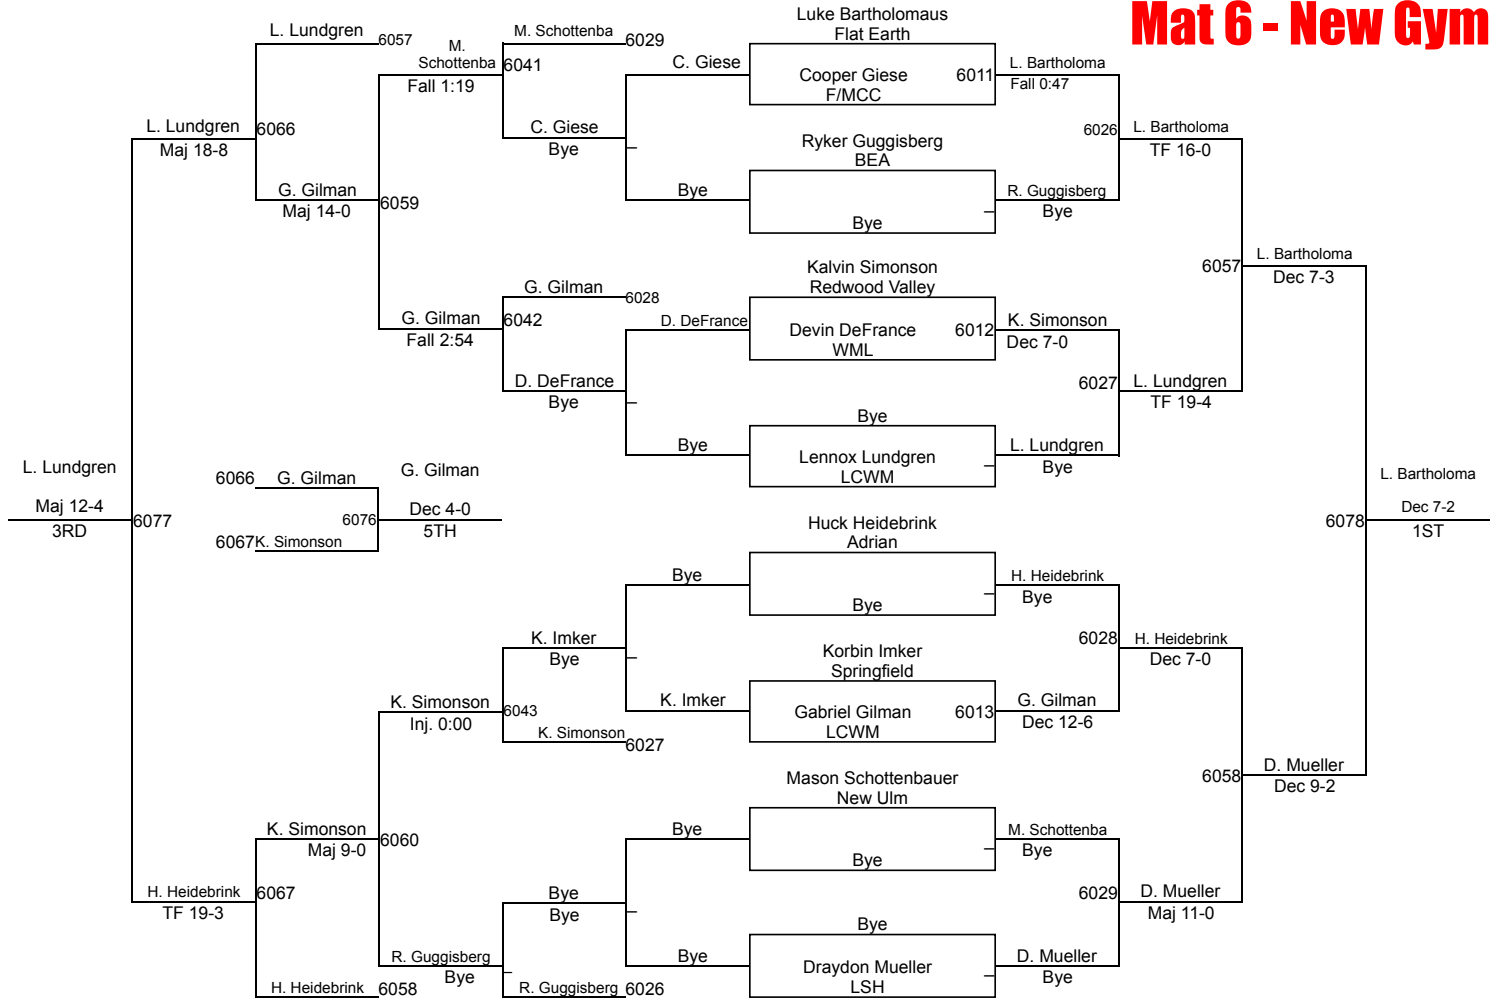 Mat 6 - New Gym
L. Lundgren
6057
M.
Schottenba
Fall 1:19
M. Schottenba
6029
6041
C. Giese
Luke Bartholomaus
Flat Earth
Cooper Giese
6011
F/MCC
L. Bartholoma
Fall 0:47
L. Lundgren
6066
Maj 18-8
C. Giese
Bye
6026
L. Bartholoma
TF 16-0
Ryker Guggisberg
BEA
G. Gilman
Maj 14-0
6059
Bye
Bye
R. Guggisberg
Bye
6057
L. Bartholoma
Dec 7-3
Kalvin Simonson
Redwood Valley
G. Gilman
6028
G. Gilman
6042
Fall 2:54
D. DeFrance
Devin DeFrance
6012
WML
K. Simonson
Dec 7-0
D. DeFrance
Bye
6027
L. Lundgren
TF 19-4
Bye
Bye
Lennox Lundgren
LCWM
L. Lundgren
Bye
L. Lundgren
Maj 12-4
3RD
6077
6066
G. Gilman
G. Gilman
6076
Dec 4-0
5TH
6067
K. Simonson
L. Bartholoma
6078
Dec 7-2
1ST
Huck Heidebrink
Adrian
Bye
Bye
H. Heidebrink
Bye
K. Imker
Bye
6028
H. Heidebrink
Dec 7-0
Korbin Imker
Springfield
K. Simonson
Inj. 0:00
6043
K. Simonson
6027
K. Imker
Gabriel Gilman
6013
LCWM
G. Gilman
Dec 12-6
6058
D. Mueller
Dec 9-2
Mason Schottenbauer
New Ulm
K. Simonson
Maj 9-0
6060
Bye
Bye
M. Schottenba
Bye
H. Heidebrink
6067
TF 19-3
Bye
Bye
6029
D. Mueller
Maj 11-0
Bye
R. Guggisberg
Bye
Bye
Draydon Mueller
LSH
D. Mueller
Bye
H. Heidebrink
6058
R. Guggisberg
6026